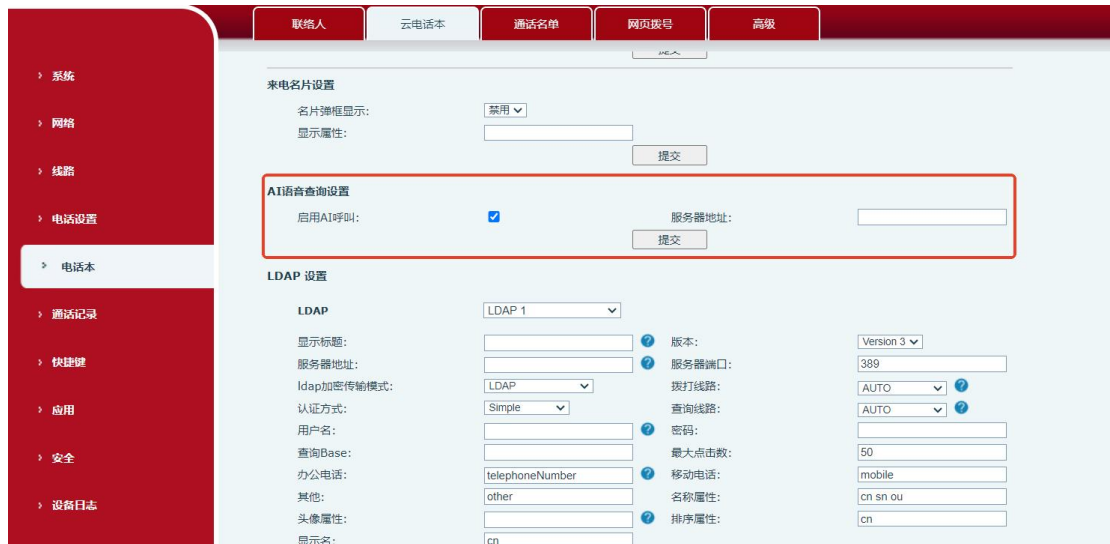 联络人 云电话本 通话名单 网页拨号 高级
提交
系统
网络
线路
电话设置
电话本
通话记录
快捷键
应用
安全
设备日志
来电名片设置
名片弹框显示: 禁用
显示属性:
提交
AI语音查询设置
启用AI呼叫: 服务器地址:
提交
LDAP 设置
LDAP LDAP 1
显示标题: 版本: Version 3
服务器地址: 服务器端口: 389
ldap加密传输模式: LDAP 拨打线路: AUTO
认证方式: Simple 查询线路: AUTO
用户名: 密码:
查询Base: 最大点击数: 50
办公电话: telephoneNumber 移动电话: mobile
其他: other 名称属性: cn sn ou
头像属性: 排序属性: cn
显示名: cn